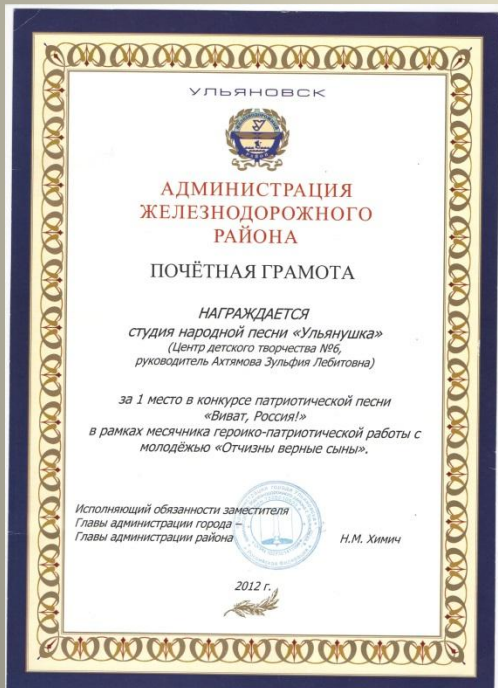 УЛЬЯНОВСК
АДМИНИСТРАЦИЯ
ЖЕЛЕЗНОДОРОЖНОГО
РАЙОНА
ПОЧЁТНАЯ ГРАМОТА
НАГРАЖДАЕТСЯ
студия народной песни «Ульянушка»
(Центр детского творчества №6,
руководитель Ахтямова Зульфия Лебитовна)
за 1 место в конкурсе патриотической песни
«Виват, Россия!»
в рамках месячника героико-патриотической работы с
молодёжью «Отчизны верные сыны».
Исполняющий обязанности заместителя
Главы администрации города –
Главы администрации района
Н.М. Химич
2012 г.